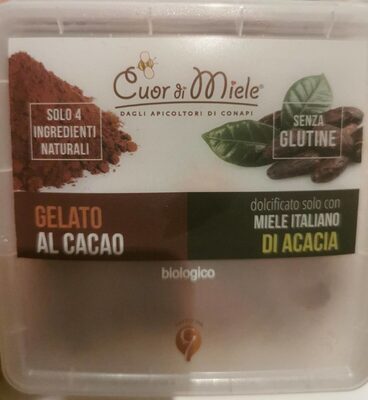 Cuor di Miele®
DAGLI APICOLTORI DI CONAPI
SOLO 4
INGREDIENTI
NATURALI
SENZA
GLUTINE
GELATO
AL CACAO
dolcificato solo con
MIELE ITALIANO
DI ACACIA
biologico